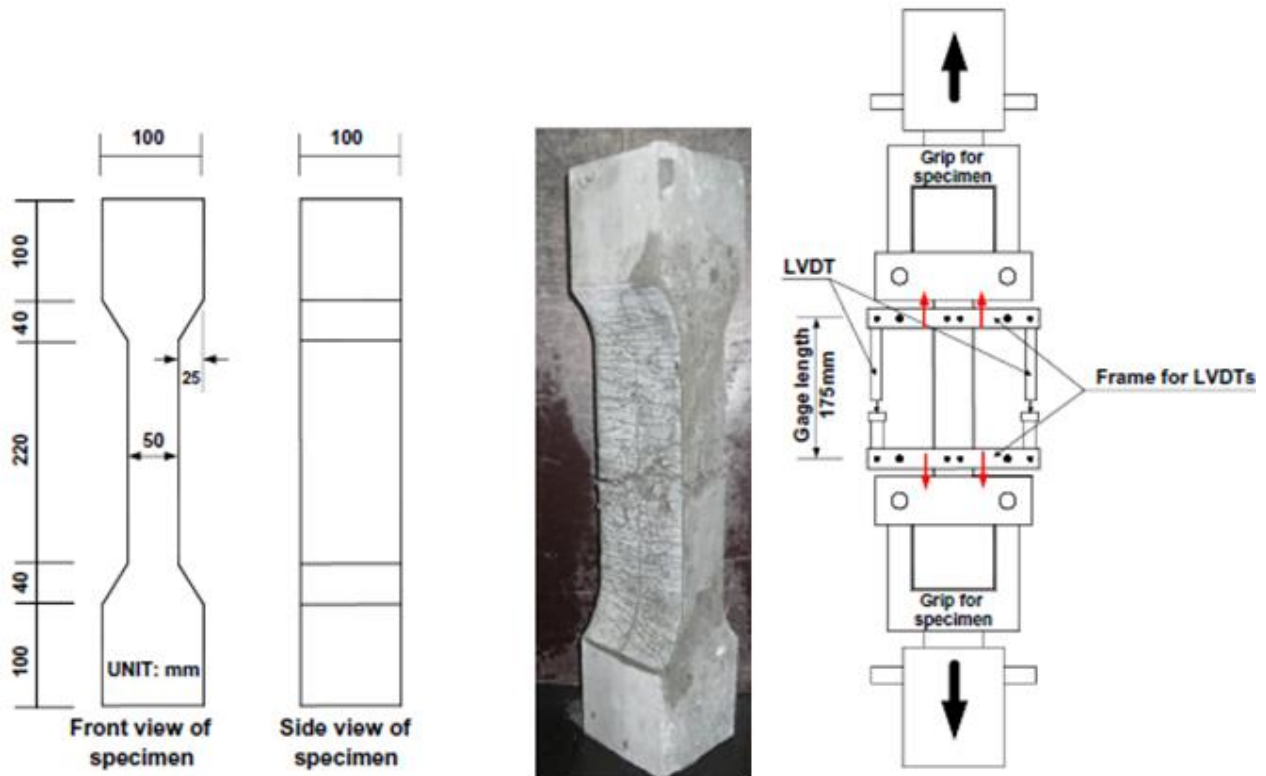 100
100
100
40
220
40
100
25
50
UNIT: mm
Front view of
specimen
Side view of
specimen
Grip for
specimen
LVDT
Gage length
175mm
Frame for LVDTs
Grip for
specimen